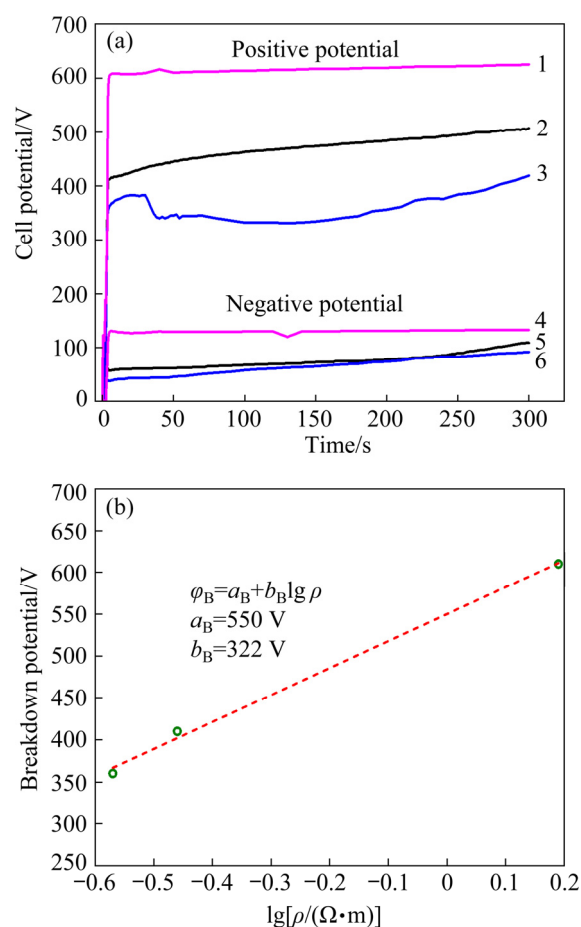 700
(a)
Positive potential
1
600
500
2
400
3
300
200
Negative potential
4
100
5
6
0
0 50 100 150 200 250 300
Cell potential/V
Time/s
700
(b)
650
600
φB=aB+bBlg ρ
550
aB=550 V
500
bB=322 V
450
400
350
300
250
−0.6 −0.5 −0.4 −0.3 −0.2 −0.1 0 0.1 0.2
Breakdown potential/V
lg[ρ/(Ω•m)]